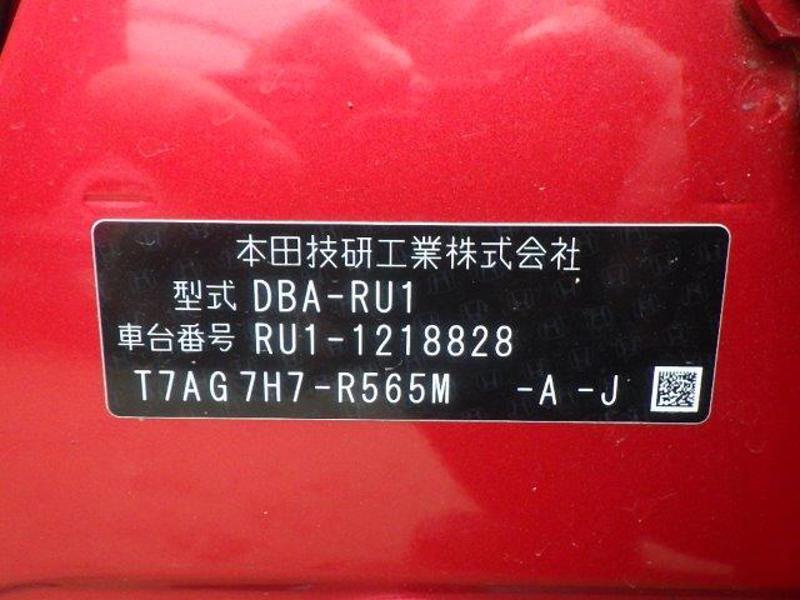 本田技研工業株式会社
型式 DBA-RU1
車台番号 RU1-1218828
T7AG7H7-R565M -A-J